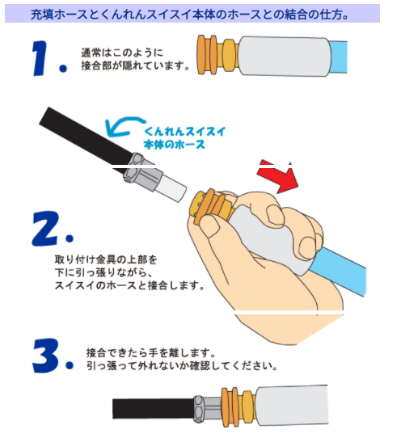 充填ホースとくんれんスイスイ本体のホースとの結合の仕方。
1.
通常はこのように
接合部が隠れています。
くんれんスイスイ
本体のホース
2.
取り付け金具の上部を
下に引っ張りながら、
スイスイのホースと接合します。
3.
接合できたら手を離します。
引っ張って外れないか確認してください。